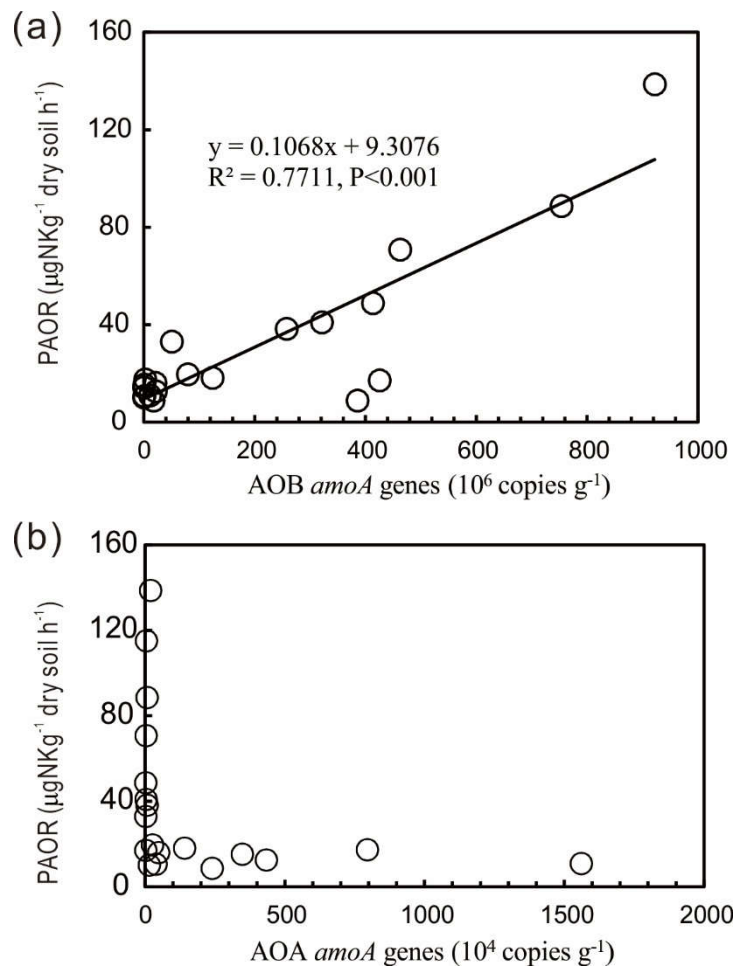 (a)
160
120
80
40
0
PAOR (μgNKg⁻¹ dry soil h⁻¹)
y = 0.1068x + 9.3076
R² = 0.7711, P<0.001
0 200 400 600 800 1000
AOB amoA genes (10⁶ copies g⁻¹)
(b)
160
120
80
40
0
PAOR (μgNKg⁻¹ dry soil h⁻¹)
0 500 1000 1500 2000
AOA amoA genes (10⁴ copies g⁻¹)